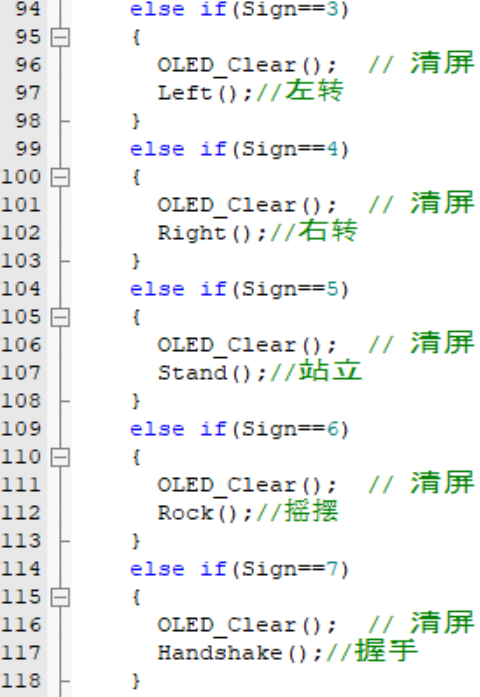 94 else if(Sign==3)
95 {
96 OLED_Clear(); // 清屏
97 Left();//左转
98 }
99 else if(Sign==4)
100 {
101 OLED_Clear(); // 清屏
102 Right();//右转
103 }
104 else if(Sign==5)
105 {
106 OLED_Clear(); // 清屏
107 Stand();//站立
108 }
109 else if(Sign==6)
110 {
111 OLED_Clear(); // 清屏
112 Rock();//摇摆
113 }
114 else if(Sign==7)
115 {
116 OLED_Clear(); // 清屏
117 Handshake();//握手
118 }